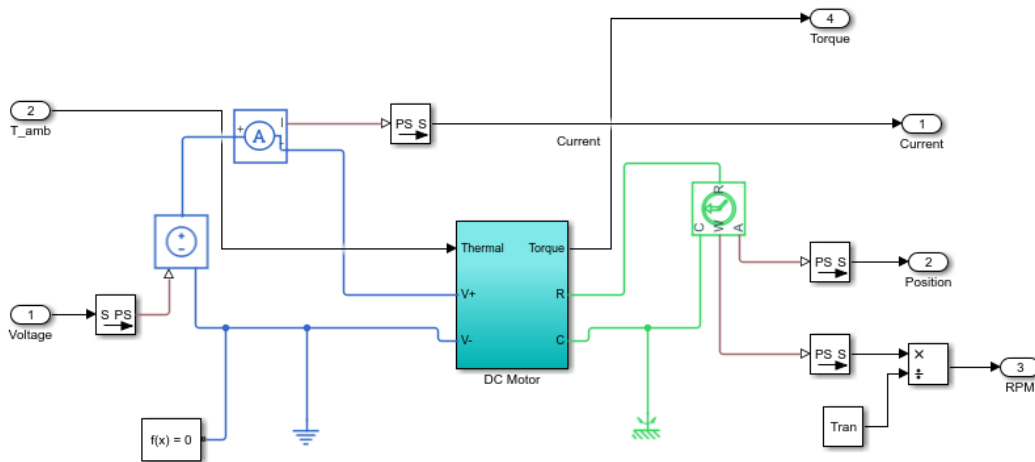 4
Torque
2
T_amb
+
I
A
-
PS S
Current
1
Current
R
C
W
A
+
-
Thermal
Torque
PS S
2
Position
1
Voltage
S PS
V+
R
V-
C
DC Motor
PS S
×
÷
3
RPM
f(x) = 0
Tran